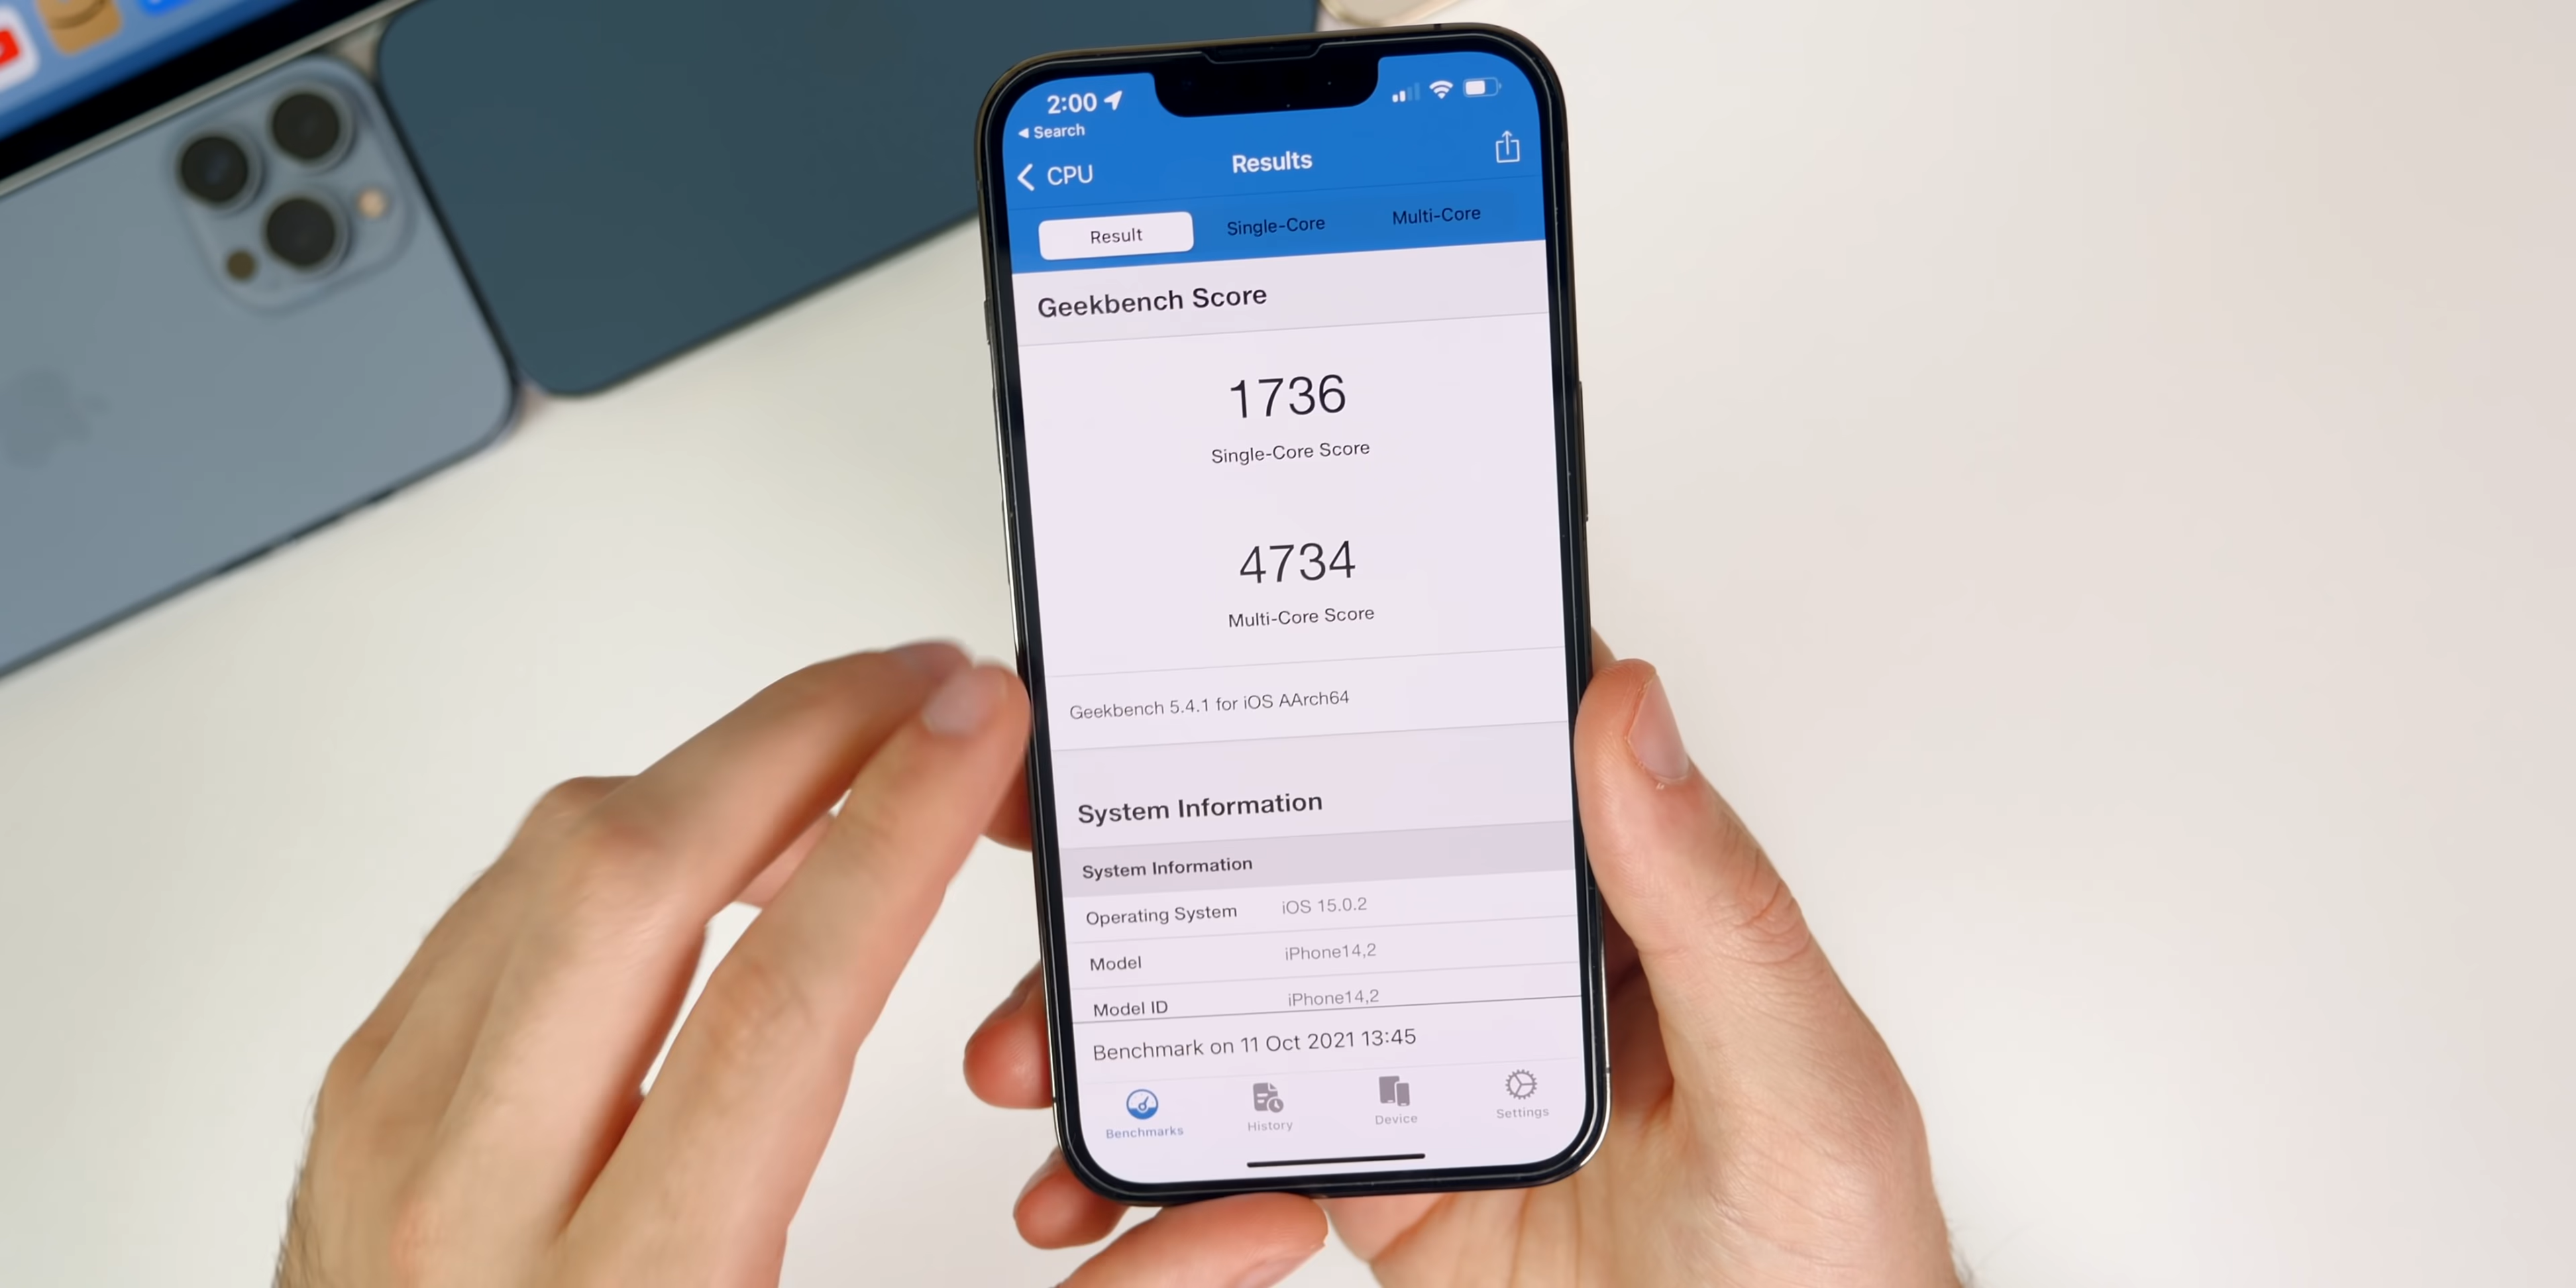 2:00
Search
CPU
Results
Result
Single-Core
Multi-Core
Geekbench Score
1736
Single-Core Score
4734
Multi-Core Score
Geekbench 5.4.1 for iOS AArch64
System Information
System Information
Operating System iOS 15.0.2
Model iPhone14,2
Model ID iPhone14,2
Benchmark on 11 Oct 2021 13:45
Benchmarks
History
Device
Settings